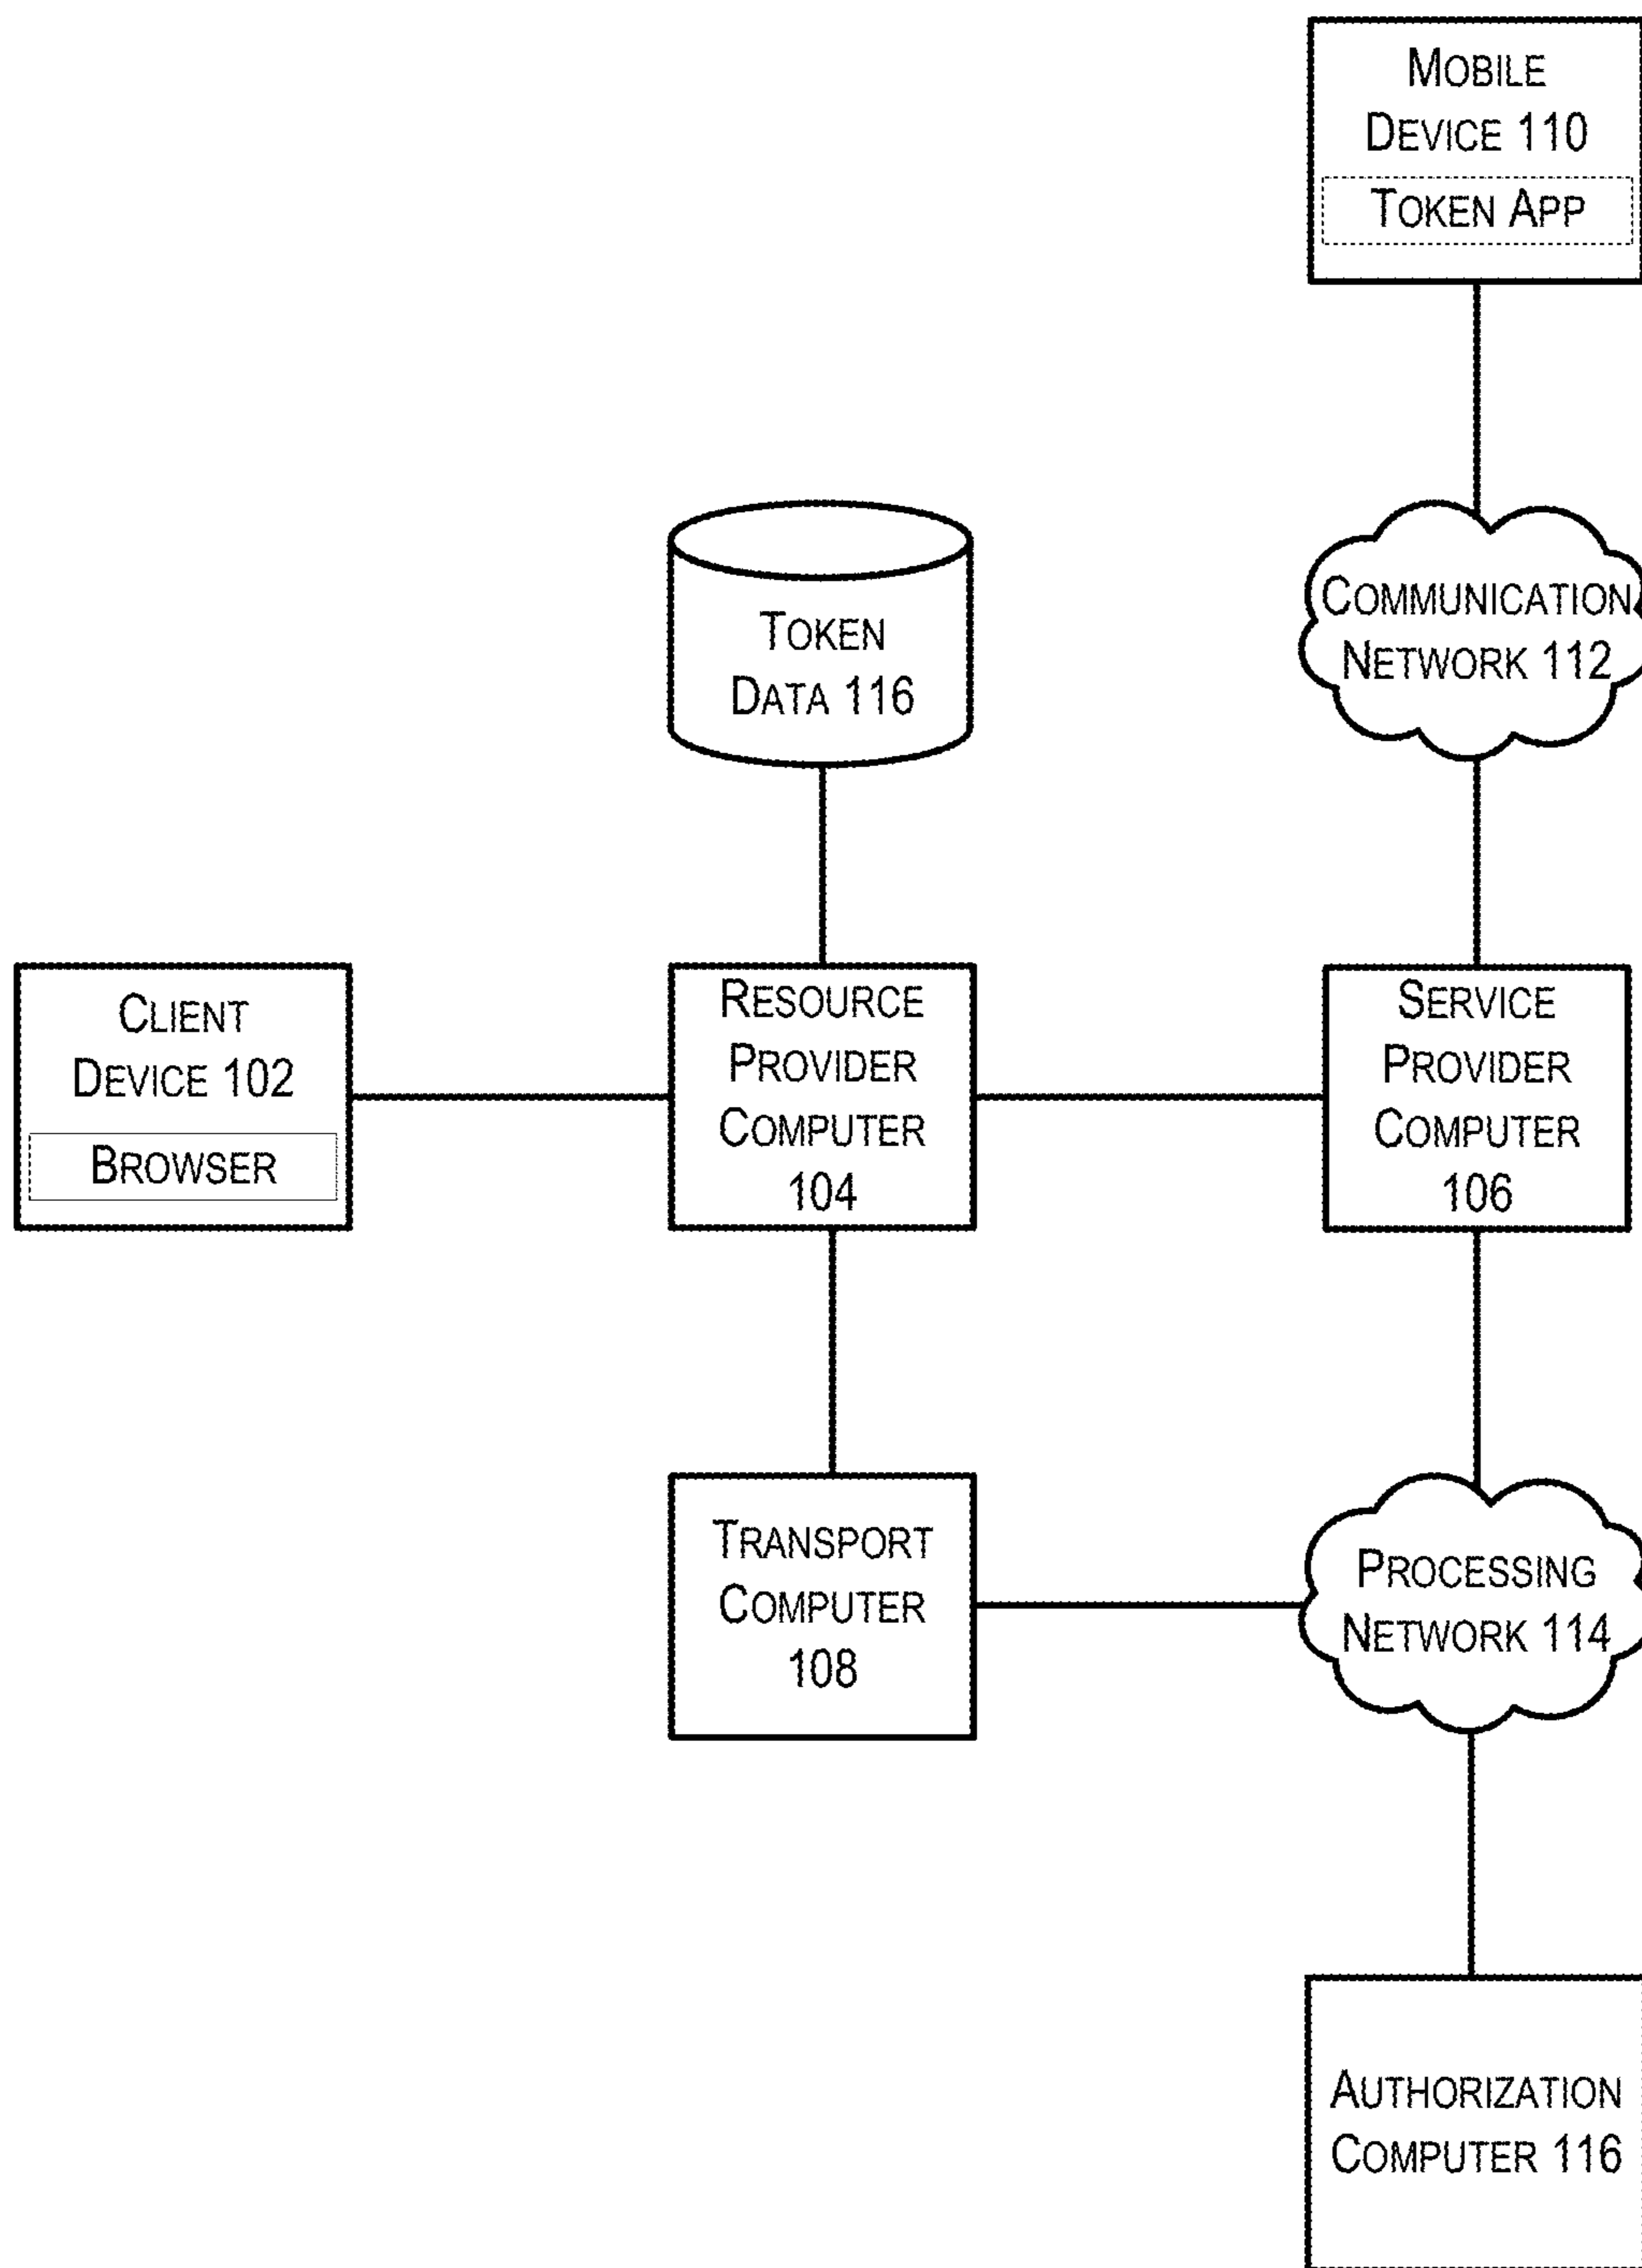 MOBILE
DEVICE 110
TOKEN APP
COMMUNICATION
NETWORK 112
TOKEN
DATA 116
CLIENT
DEVICE 102
BROWSER
RESOURCE
PROVIDER
COMPUTER
104
SERVICE
PROVIDER
COMPUTER
106
TRANSPORT
COMPUTER
108
PROCESSING
NETWORK 114
AUTHORIZATION
COMPUTER 116